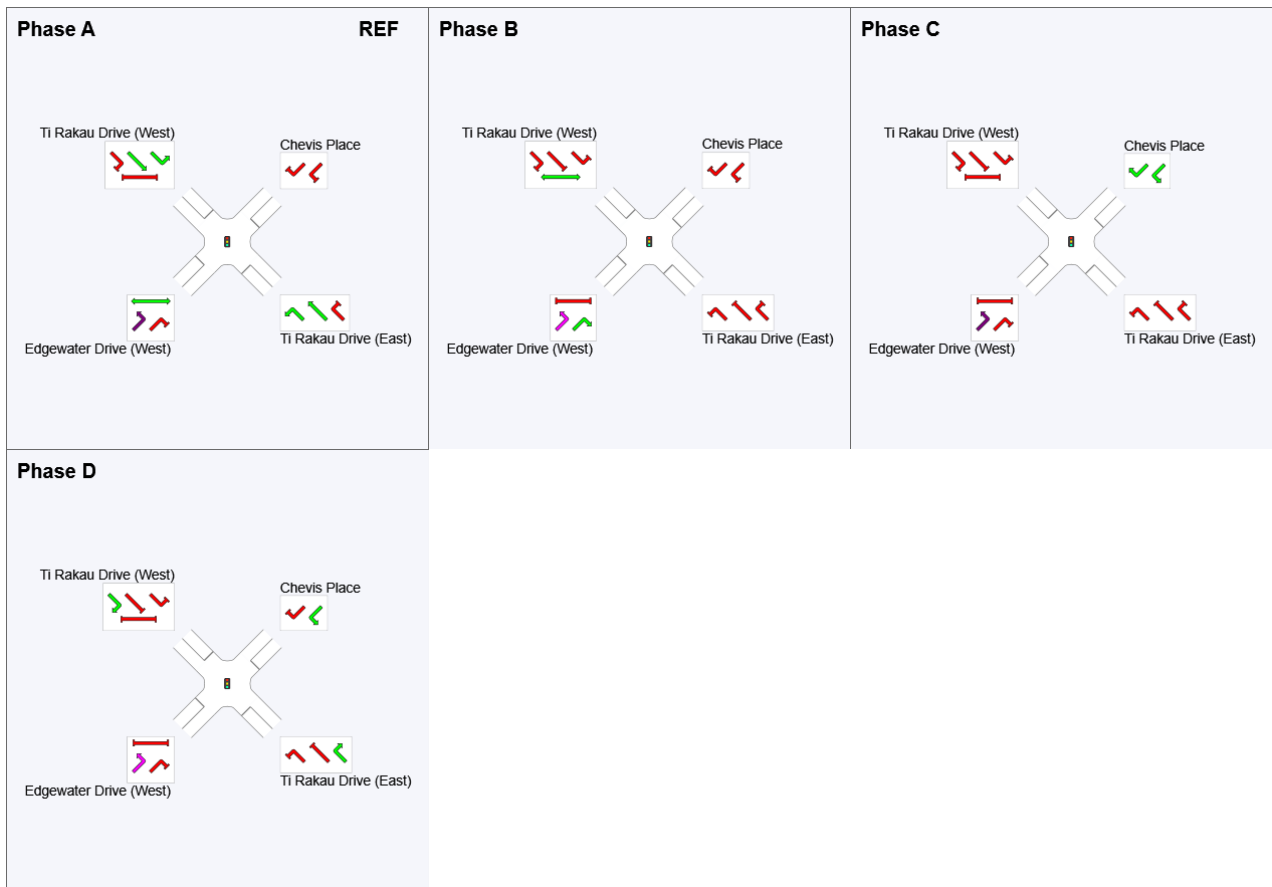 Phase A
REF
Ti Rakau Drive (West)
Chevis Place
Edgewater Drive (West)
Ti Rakau Drive (East)
Phase B
Ti Rakau Drive (West)
Chevis Place
Edgewater Drive (West)
Ti Rakau Drive (East)
Phase C
Ti Rakau Drive (West)
Chevis Place
Edgewater Drive (West)
Ti Rakau Drive (East)
Phase D
Ti Rakau Drive (West)
Chevis Place
Edgewater Drive (West)
Ti Rakau Drive (East)